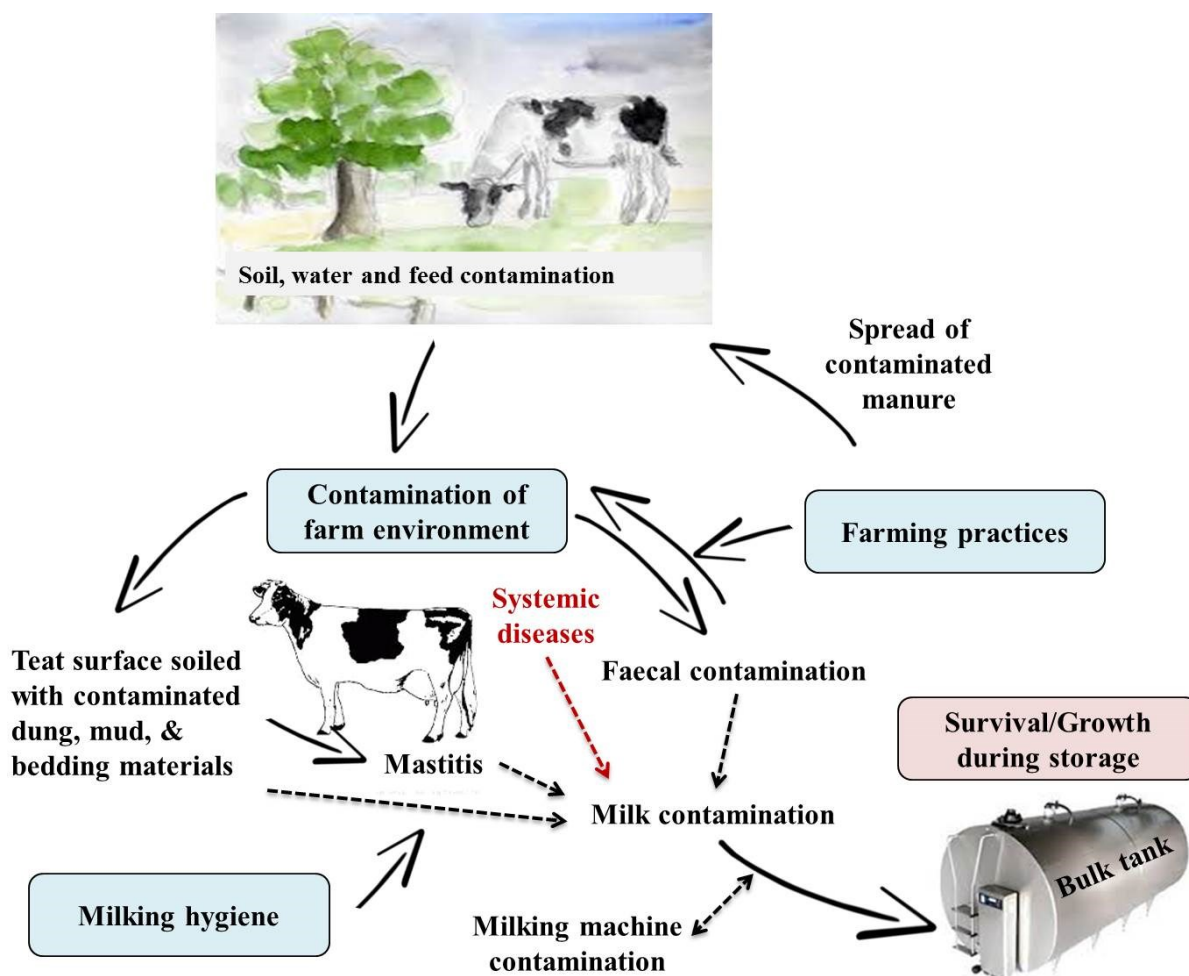 Soil, water and feed contamination
Spread of
contaminated
manure
Contamination of
farm environment
Farming practices
Systemic
diseases
Teat surface soiled
with contaminated
dung, mud, &
bedding materials
Faecal contamination
Survival/Growth
during storage
Mastitis
Milk contamination
Bulk tank
Milking hygiene
Milking machine
contamination